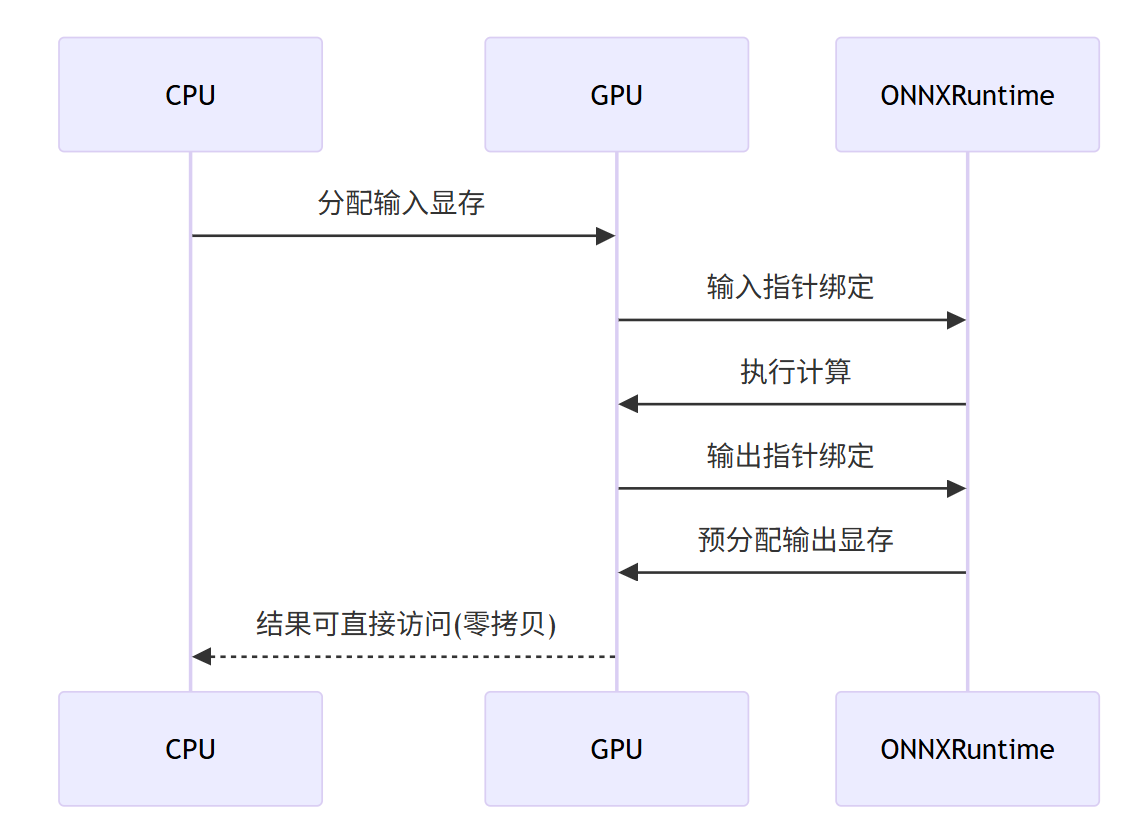 CPU
GPU
ONNXRuntime
分配输入显存
输入指针绑定
执行计算
输出指针绑定
预分配输出显存
结果可直接访问(零拷贝)
CPU
GPU
ONNXRuntime